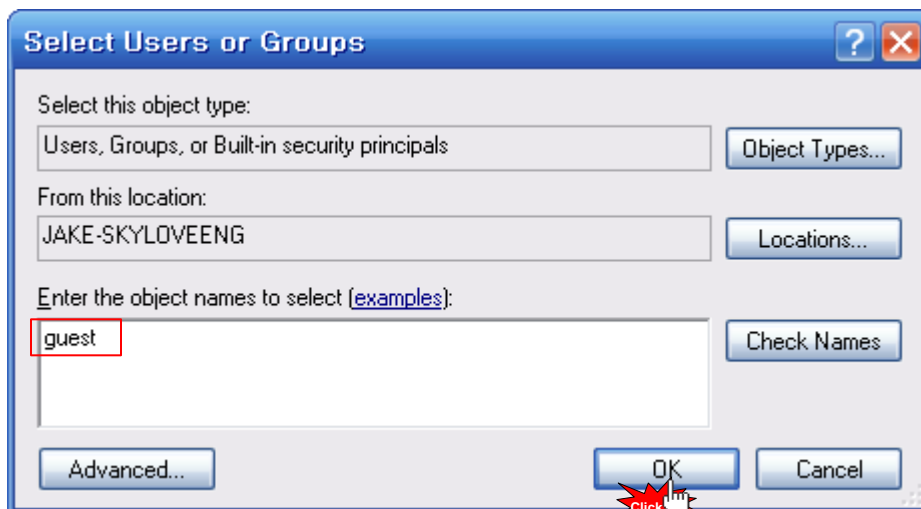 Select Users or Groups
Select this object type:
Users, Groups, or Built-in security principals
Object Types...
From this location:
JAKE-SKYLOVEENG
Locations...
Enter the object names to select (examples):
guest
Check Names
Advanced...
OK
Cancel
Click